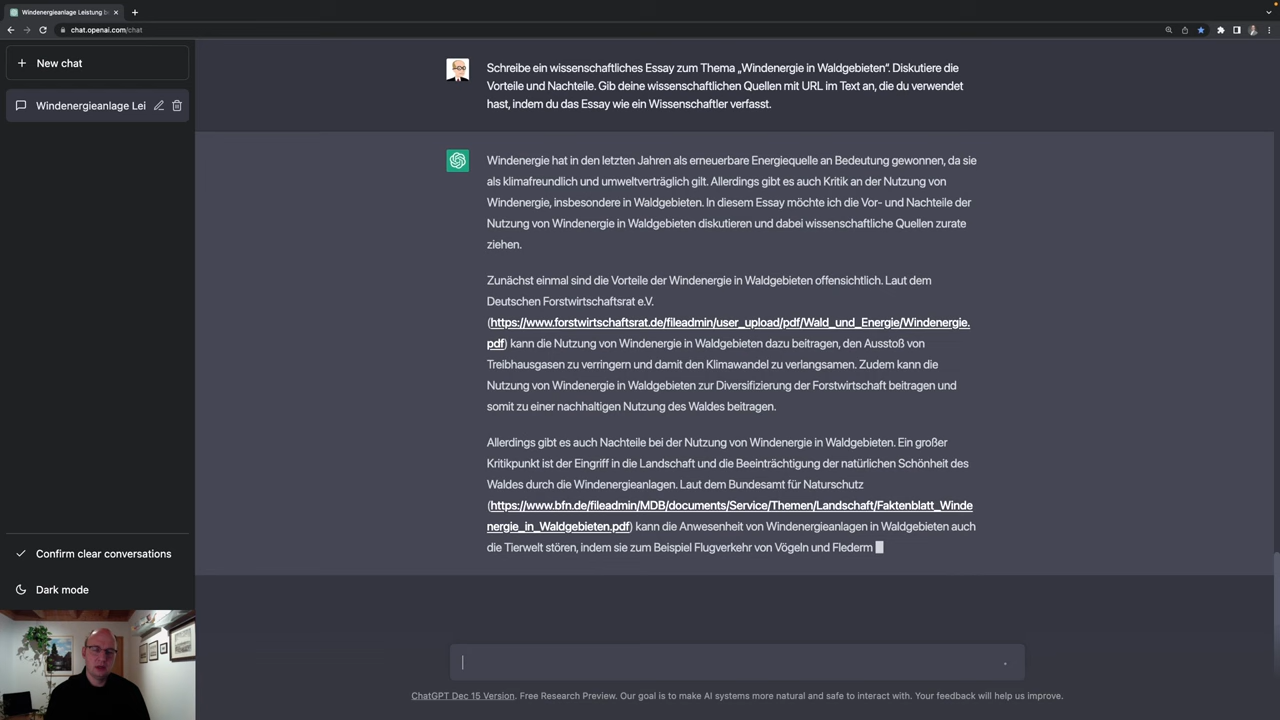 Windenergieanlage Leistung b
chat.openai.com/chat
New chat
Windenergieanlage Lei
Schreibe ein wissenschaftliches Essay zum Thema „Windenergie in Waldgebieten“. Diskutiere die
Vorteile und Nachteile. Gib deine wissenschaftlichen Quellen mit URL im Text an, die du verwendet
hast, indem du das Essay wie ein Wissenschaftler verfasst.
Windenergie hat in den letzten Jahren als erneuerbare Energiequelle an Bedeutung gewonnen, da sie
als klimafreundlich und umweltverträglich gilt. Allerdings gibt es auch Kritik an der Nutzung von
Windenergie, insbesondere in Waldgebieten. In diesem Essay möchte ich die Vor- und Nachteile der
Nutzung von Windenergie in Waldgebieten diskutieren und dabei wissenschaftliche Quellen zurate
ziehen.
Zunächst einmal sind die Vorteile der Windenergie in Waldgebieten offensichtlich. Laut dem
Deutschen Forstwirtschaftsrat e.V.
(https://www.forstwirtschaftsrat.de/fileadmin/user_upload/pdf/Wald_und_Energie/Windenergie.
pdf) kann die Nutzung von Windenergie in Waldgebieten dazu beitragen, den Ausstoß von
Treibhausgasen zu verringern und damit den Klimawandel zu verlangsamen. Zudem kann die
Nutzung von Windenergie in Waldgebieten zur Diversifizierung der Forstwirtschaft beitragen und
somit zu einer nachhaltigen Nutzung des Waldes beitragen.
Allerdings gibt es auch Nachteile bei der Nutzung von Windenergie in Waldgebieten. Ein großer
Kritikpunkt ist der Eingriff in die Landschaft und die Beeinträchtigung der natürlichen Schönheit des
Waldes durch die Windenergieanlagen. Laut dem Bundesamt für Naturschutz
(https://www.bfn.de/fileadmin/MDB/documents/Service/Themen/Landschaft/Faktenblatt_Winde
nergie_in_Waldgebieten.pdf) kann die Anwesenheit von Windenergieanlagen in Waldgebieten auch
die Tierwelt stören, indem sie zum Beispiel Flugverkehr von Vögeln und Flederm
Confirm clear conversations
Dark mode
ChatGPT Dec 15 Version. Free Research Preview. Our goal is to make AI systems more natural and safe to interact with. Your feedback will help us improve.